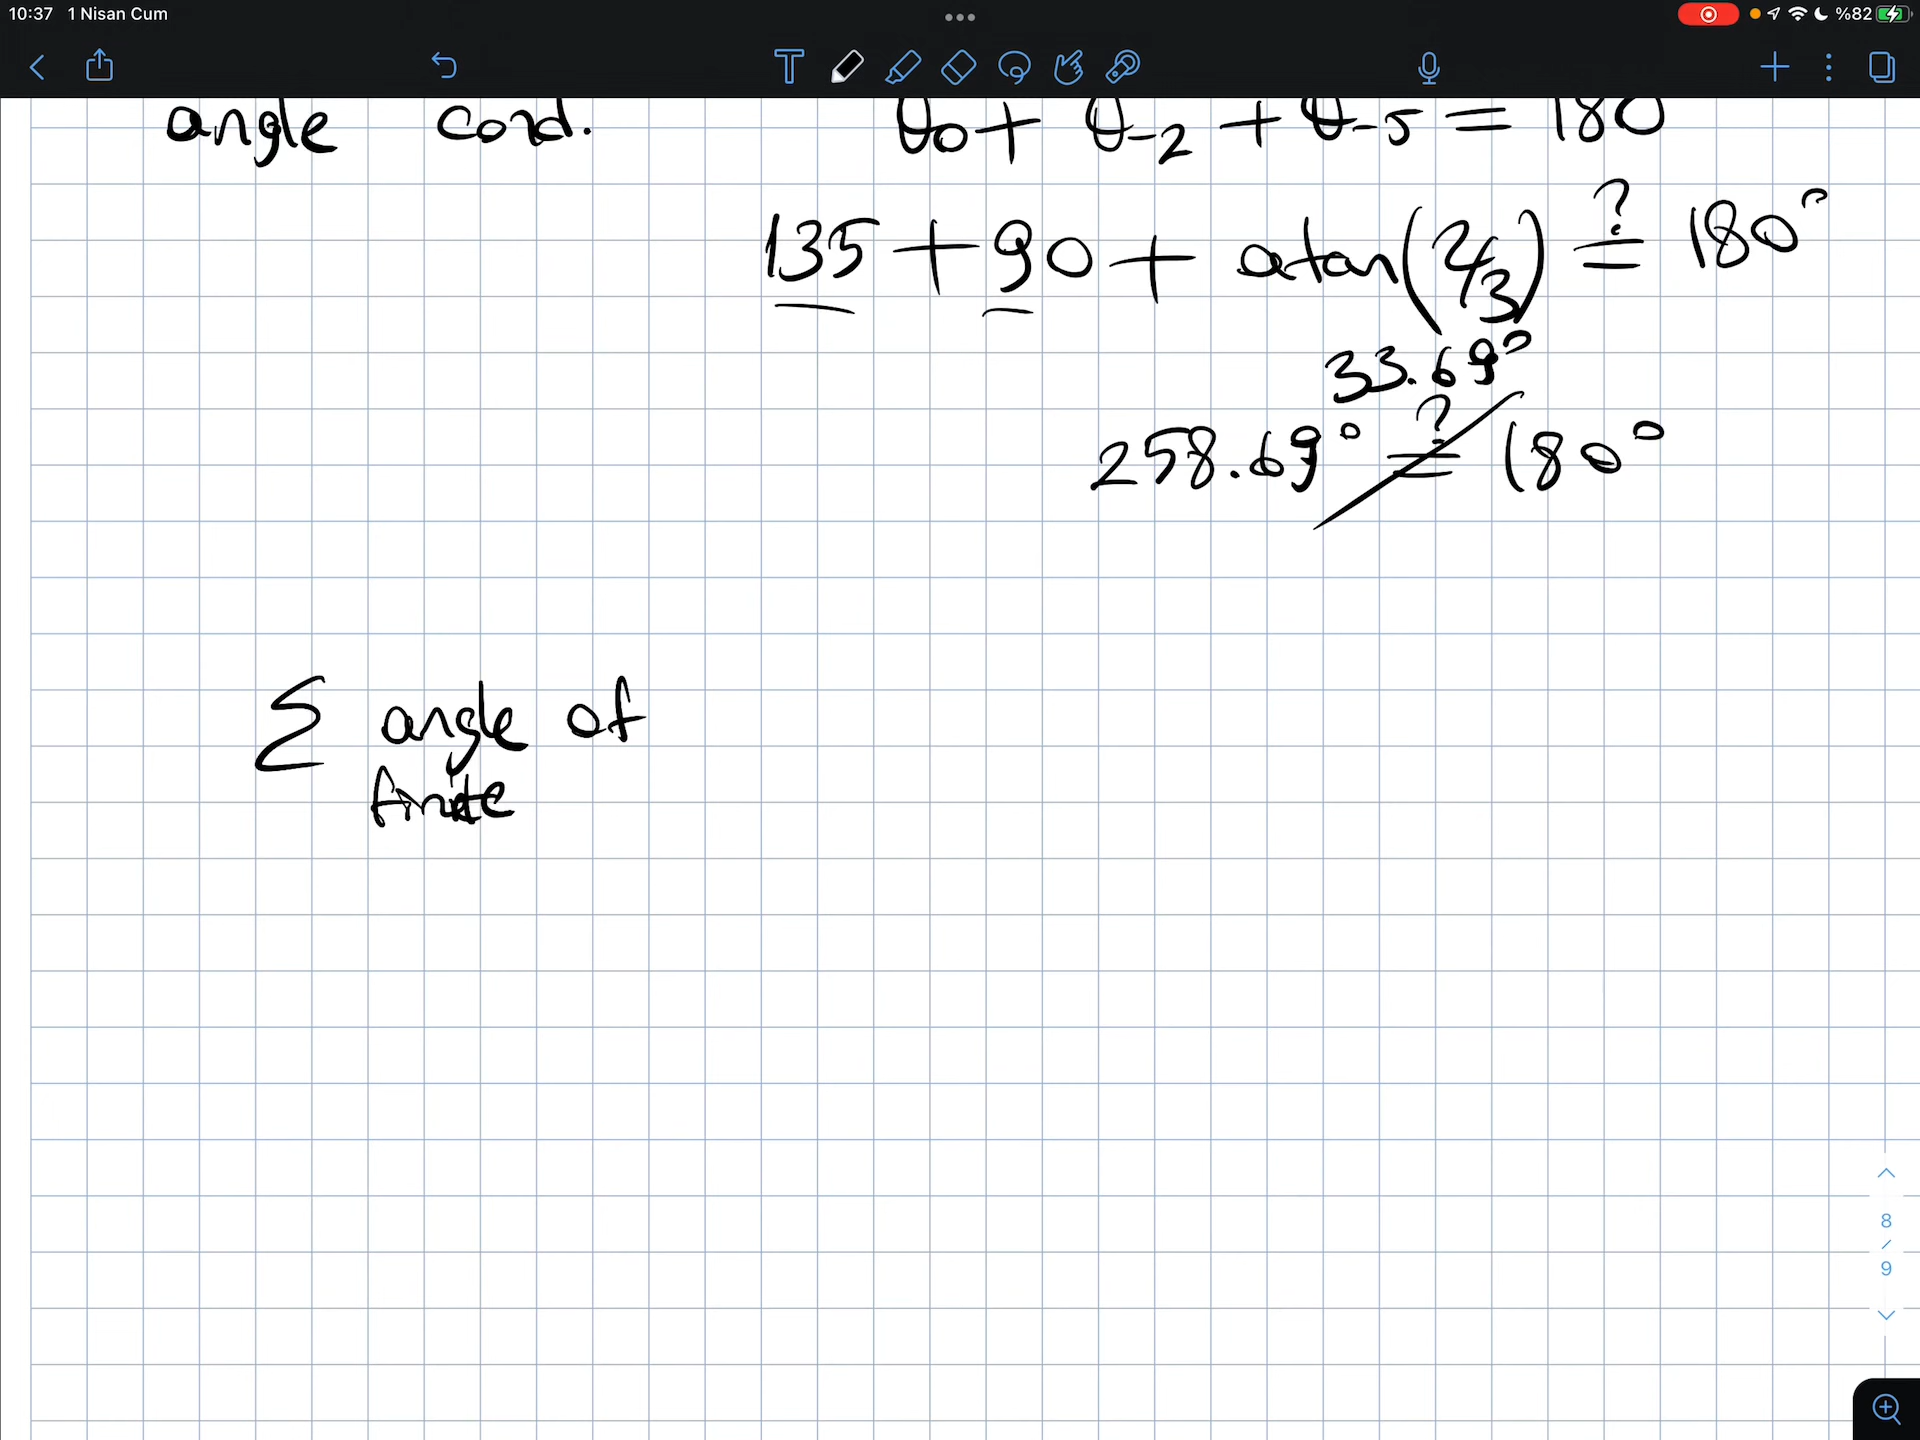 10:37 1 Nisan Cum
%82
angle cond.
θ0 + θ-2 + θ-5 = 180
135 + 90 + atan(2/3) ?= 180°
33.69°
258.69° ?= 180°
Σ angle of
finite
8
/
9